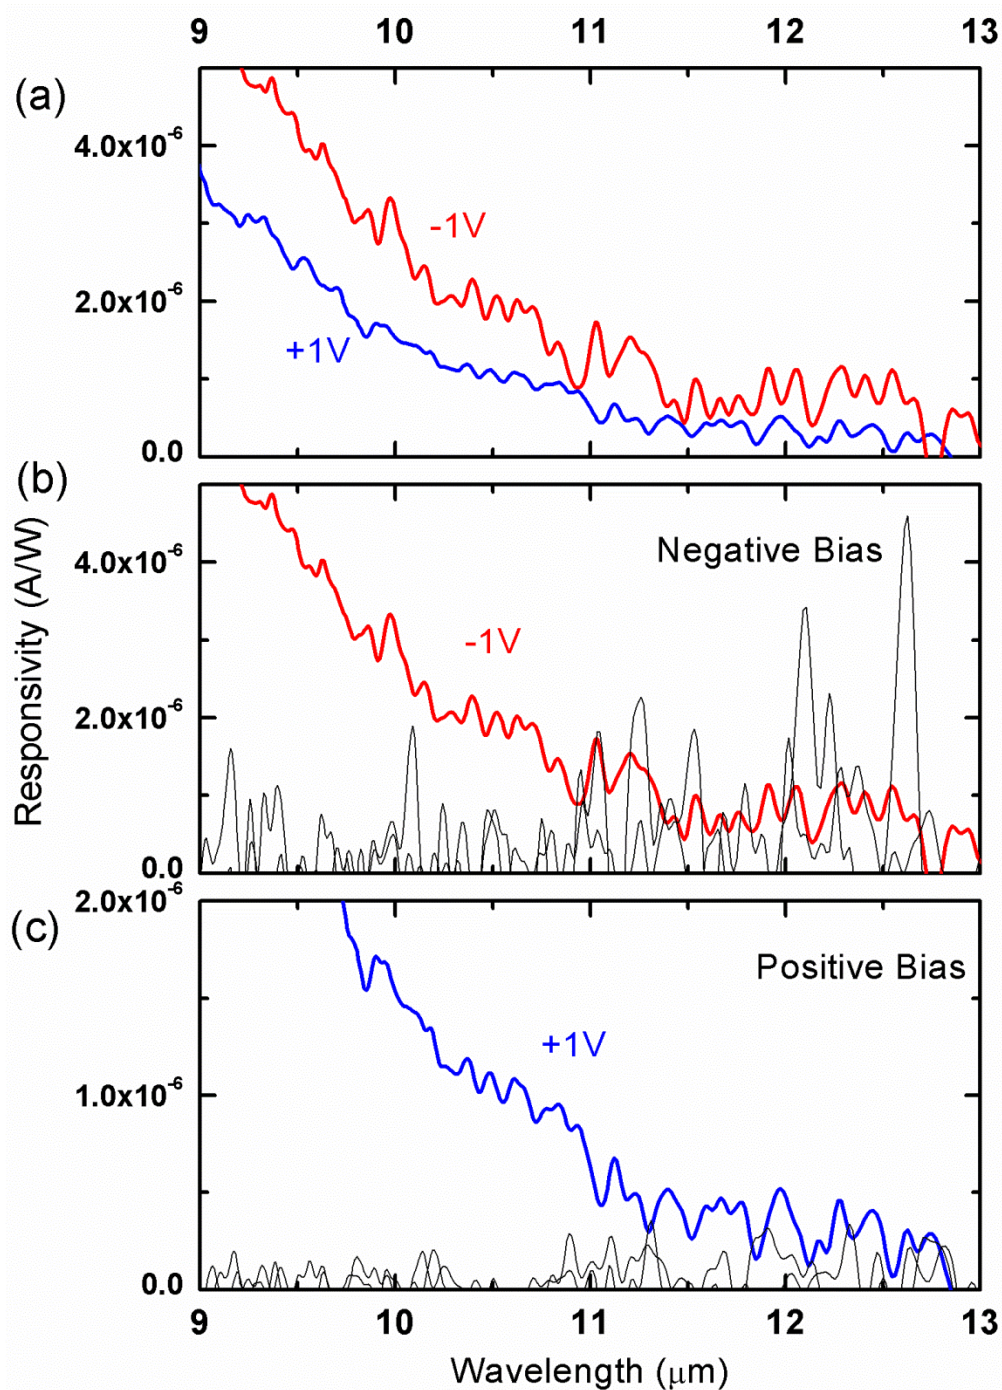 9 10 11 12 13
(a)
4.0x10⁻⁶
-1V
2.0x10⁻⁶
+1V
0.0
(b)
4.0x10⁻⁶
Negative Bias
-1V
2.0x10⁻⁶
0.0
Responsivity (A/W)
(c)
2.0x10⁻⁶
Positive Bias
+1V
1.0x10⁻⁶
0.0
9 10 11 12 13
Wavelength (μm)